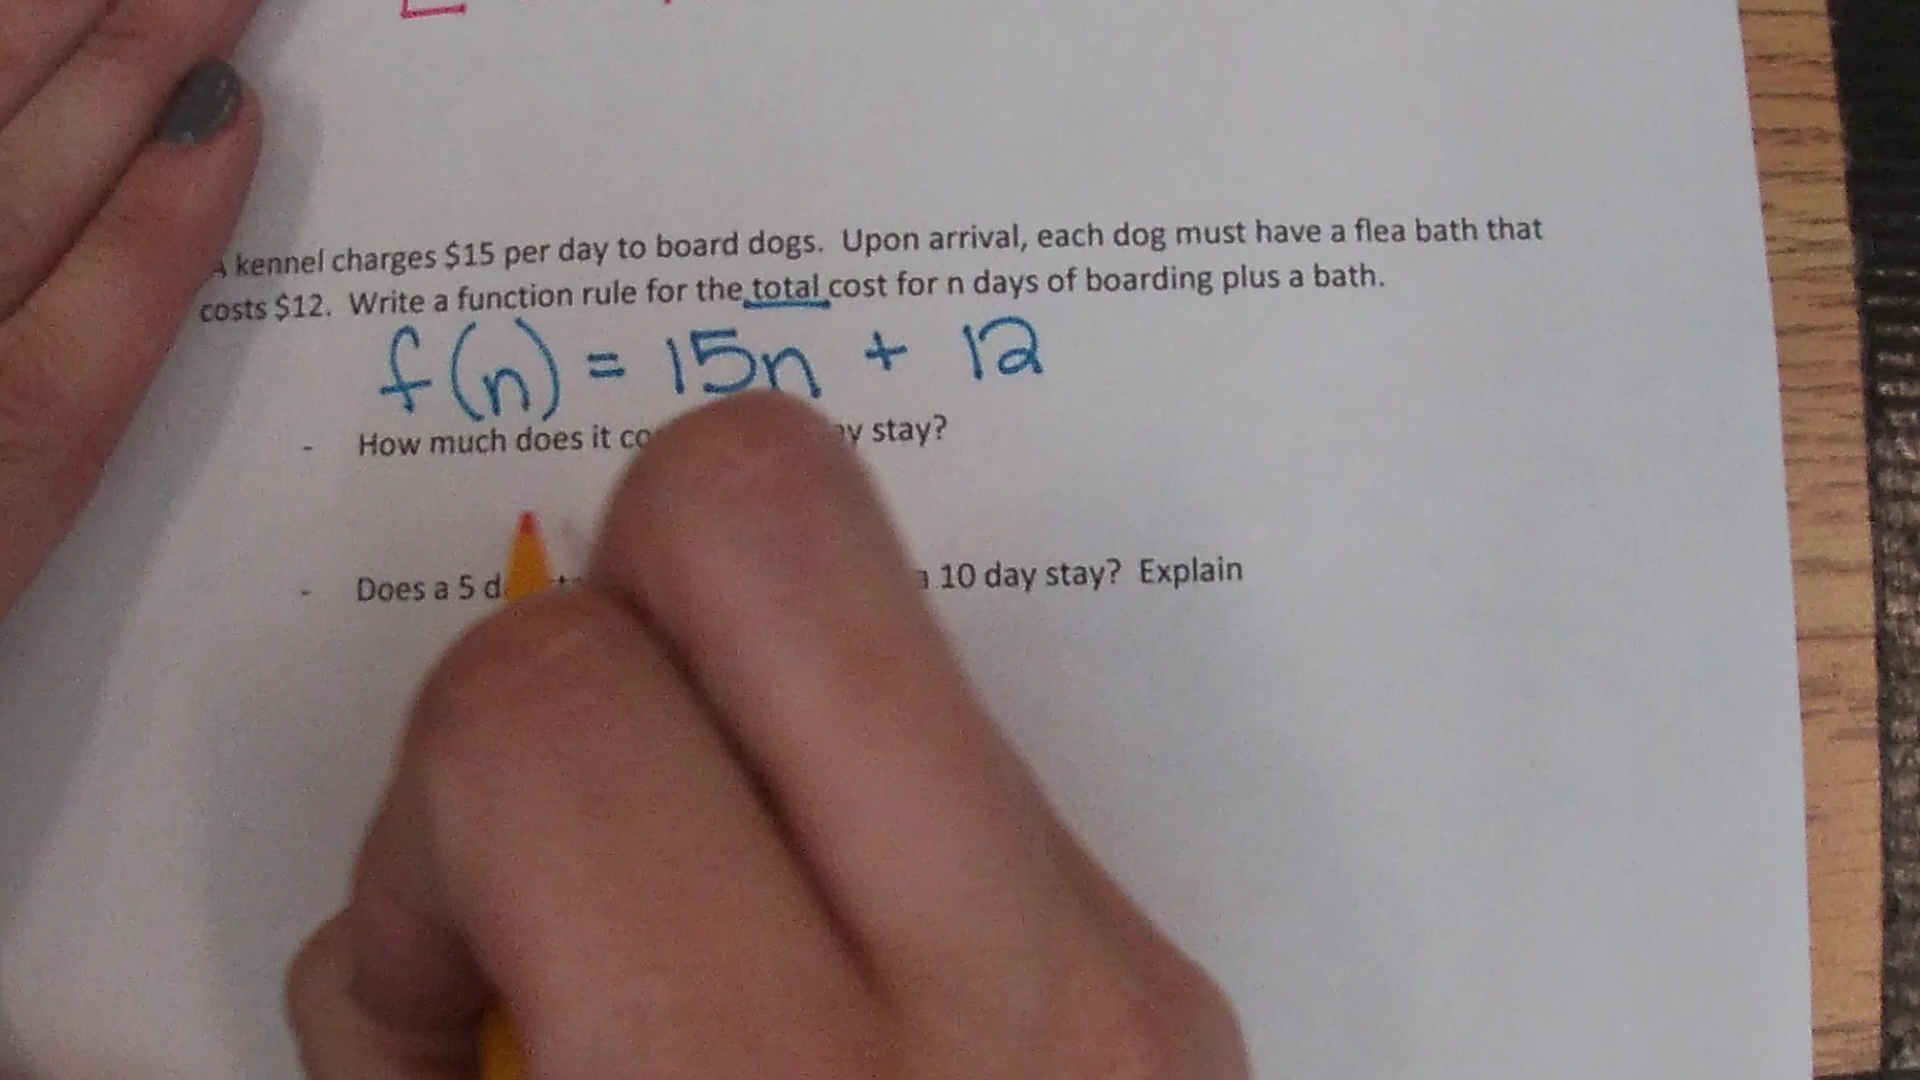 kennel charges $15 per day to board dogs. Upon arrival, each dog must have a flea bath that
costs $12. Write a function rule for the total cost for n days of boarding plus a bath.
f(n) = 15n + 12
- How much does it stay?
- Does a 5 10 day stay? Explain